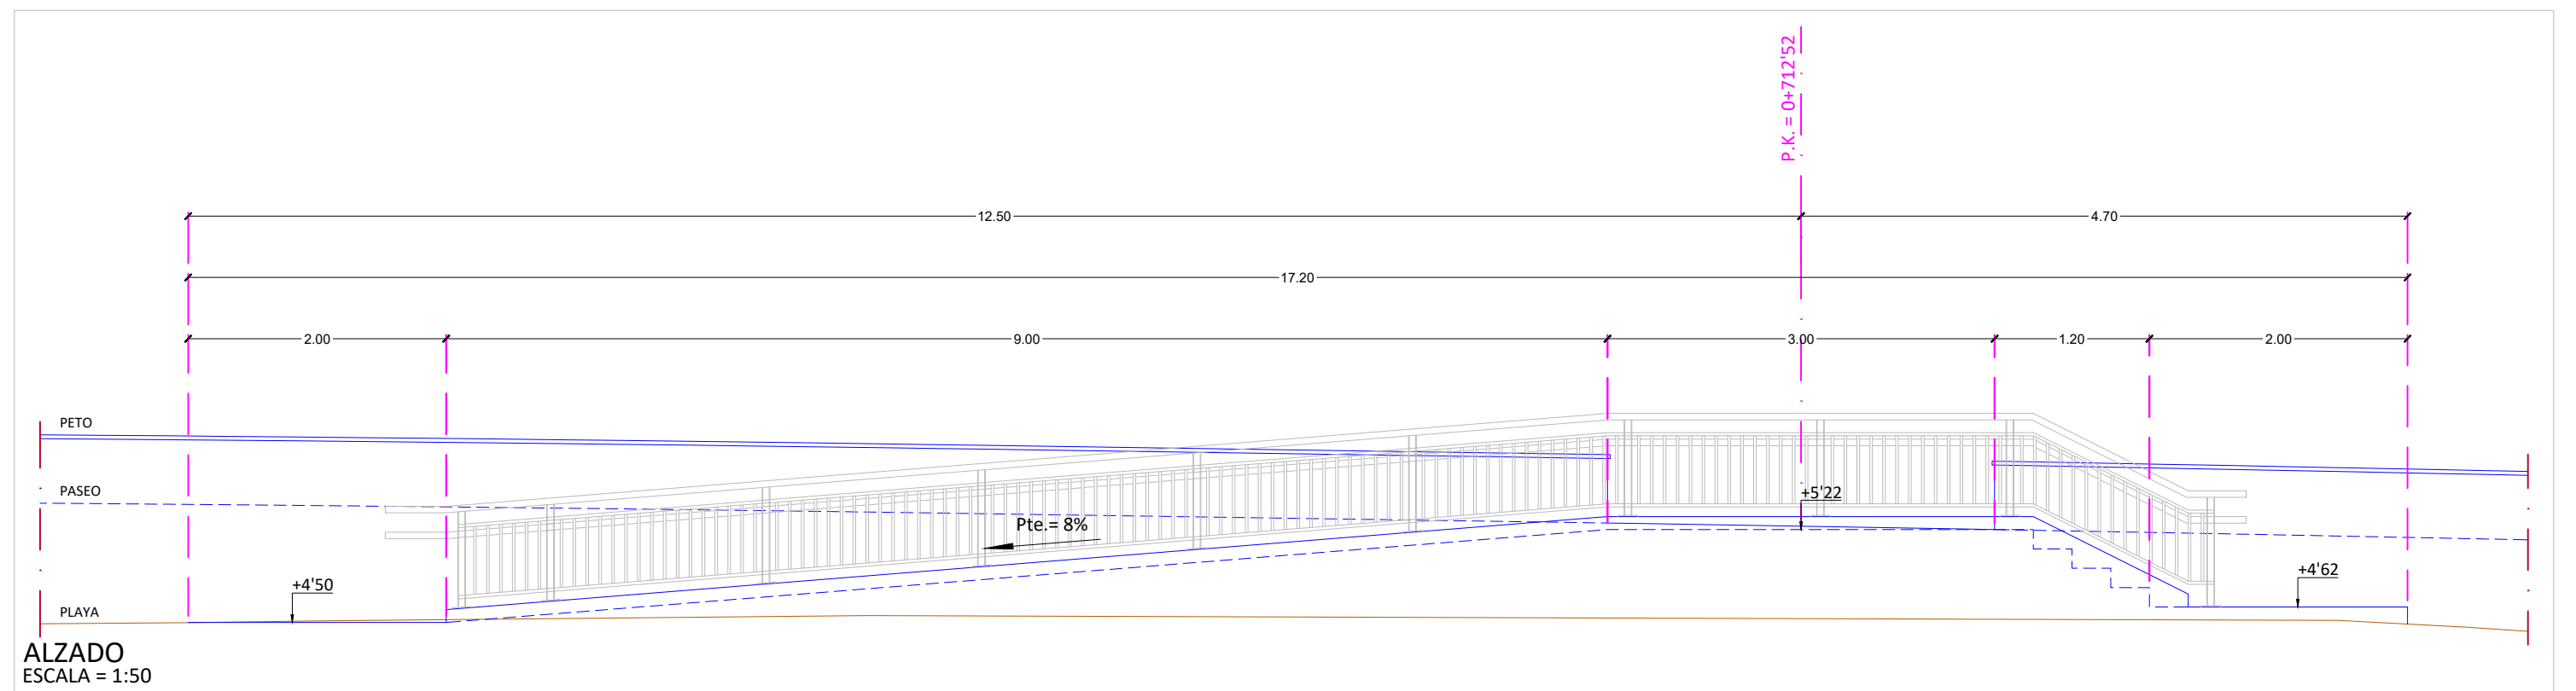 P.K. = 0+712'52
12.50
4.70
17.20
2.00
9.00
3.00
1.20
2.00
PETO
PASEO
+5'22
Pte.= 8%
+4'50
+4'62
PLAYA
ALZADO
ESCALA = 1:50